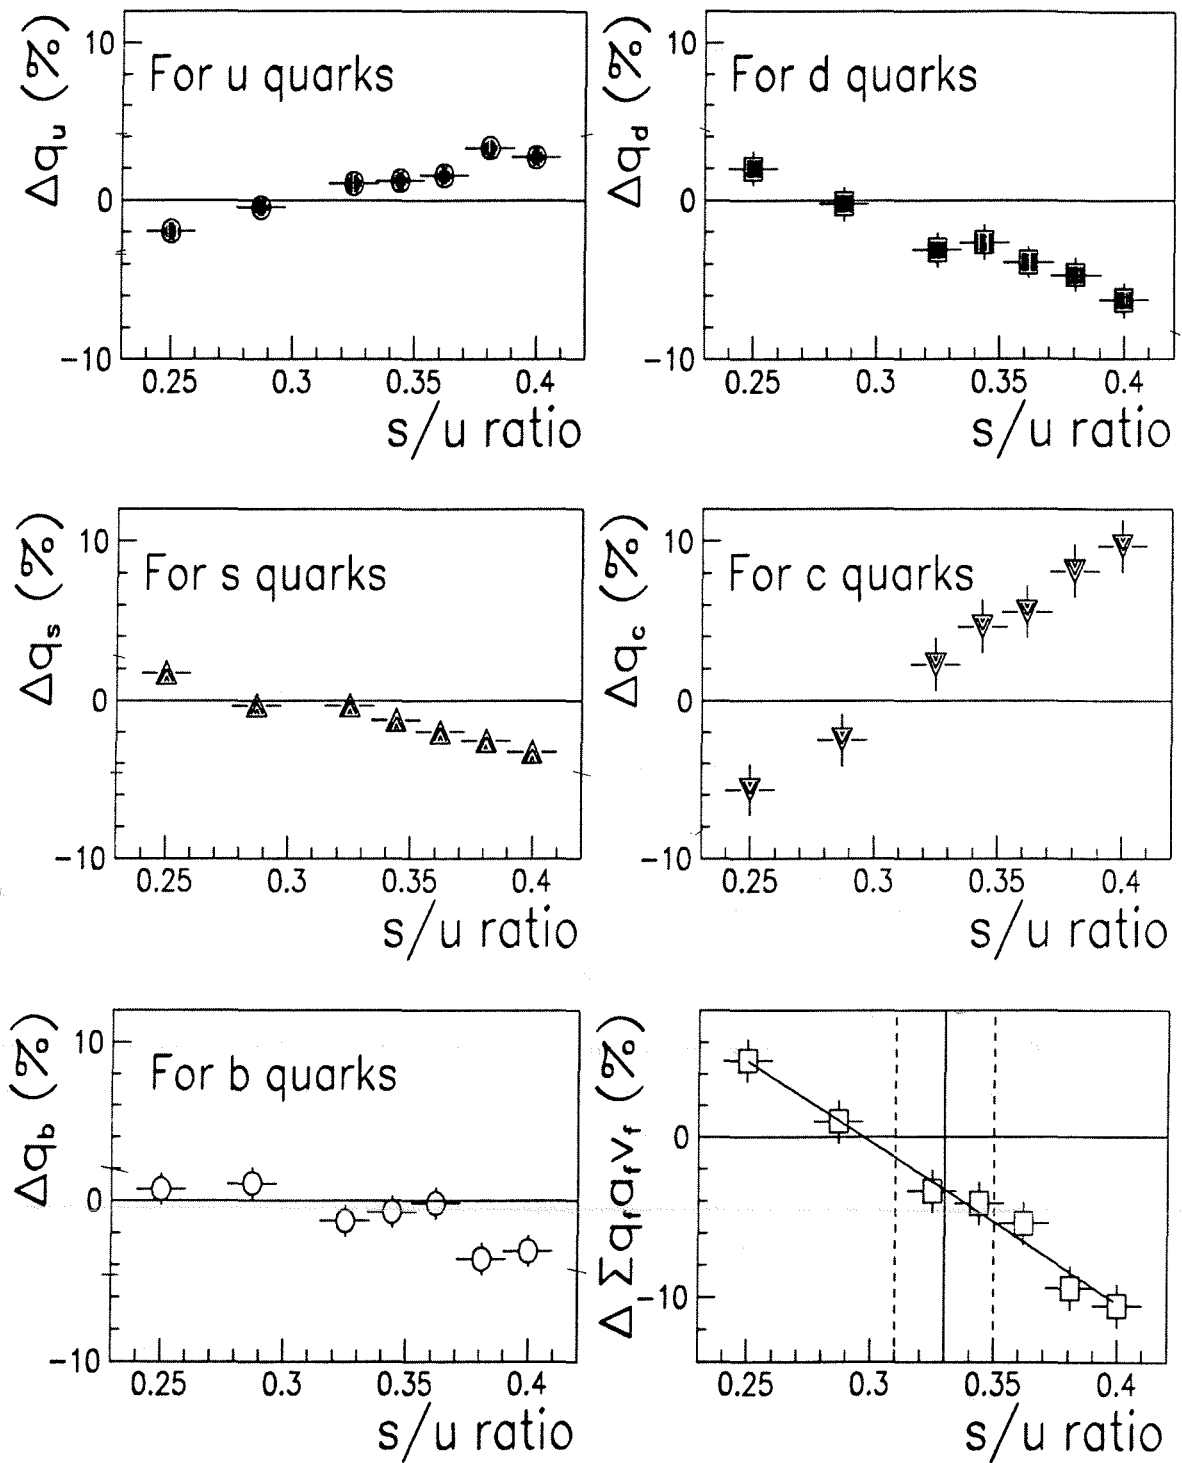 Δq_u (%)
10
0
-10
For u quarks
0.25 0.3 0.35 0.4
s/u ratio
Δq_d (%)
10
0
-10
For d quarks
0.25 0.3 0.35 0.4
s/u ratio
Δq_s (%)
10
0
-10
For s quarks
0.25 0.3 0.35 0.4
s/u ratio
Δq_c (%)
10
0
-10
For c quarks
0.25 0.3 0.35 0.4
s/u ratio
Δq_b (%)
10
0
-10
For b quarks
0.25 0.3 0.35 0.4
s/u ratio
Δ Σ q_f a_f v_f (%)
0
-10
0.25 0.3 0.35 0.4
s/u ratio